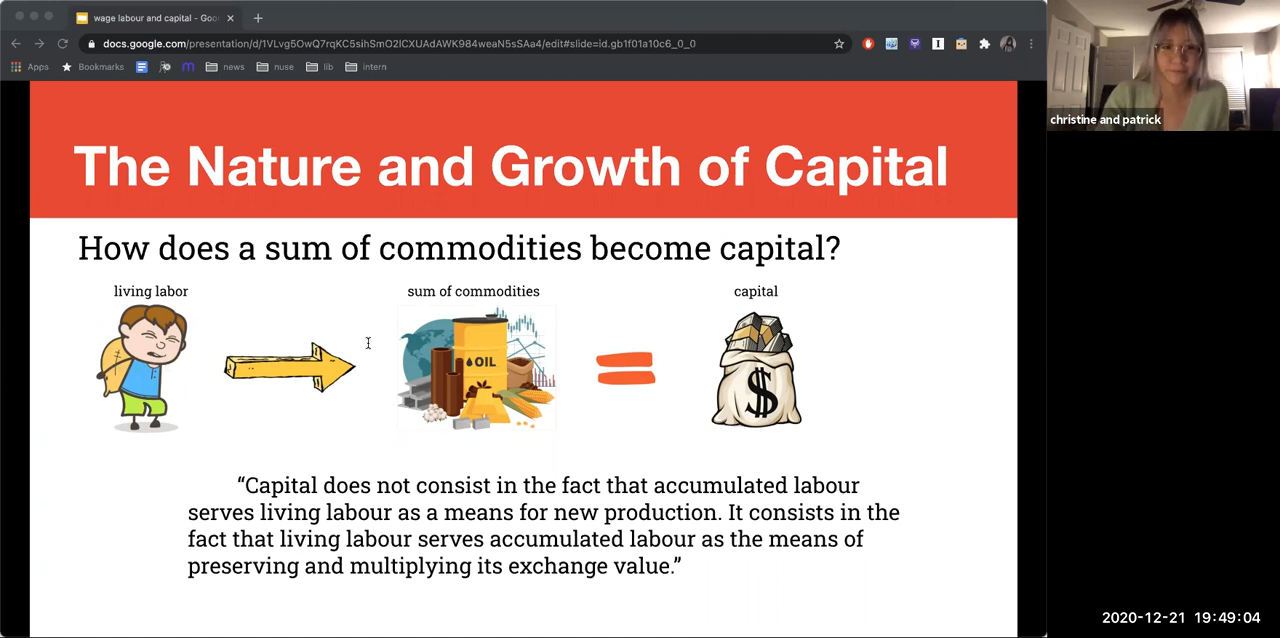 wage labour and capital - Goo
docs.google.com/presentation/d/1VLvg5OwQ7rqKC5sihSmO2ICXUAdAWK984weaN5sSAa4/edit#slide=id.gb1f01a10c6_0_0
Apps Bookmarks news nuse lib intern
christine and patrick
The Nature and Growth of Capital
How does a sum of commodities become capital?
living labor sum of commodities capital
OIL
$
“Capital does not consist in the fact that accumulated labour
serves living labour as a means for new production. It consists in the
fact that living labour serves accumulated labour as the means of
preserving and multiplying its exchange value.”
2020-12-21 19:49:04